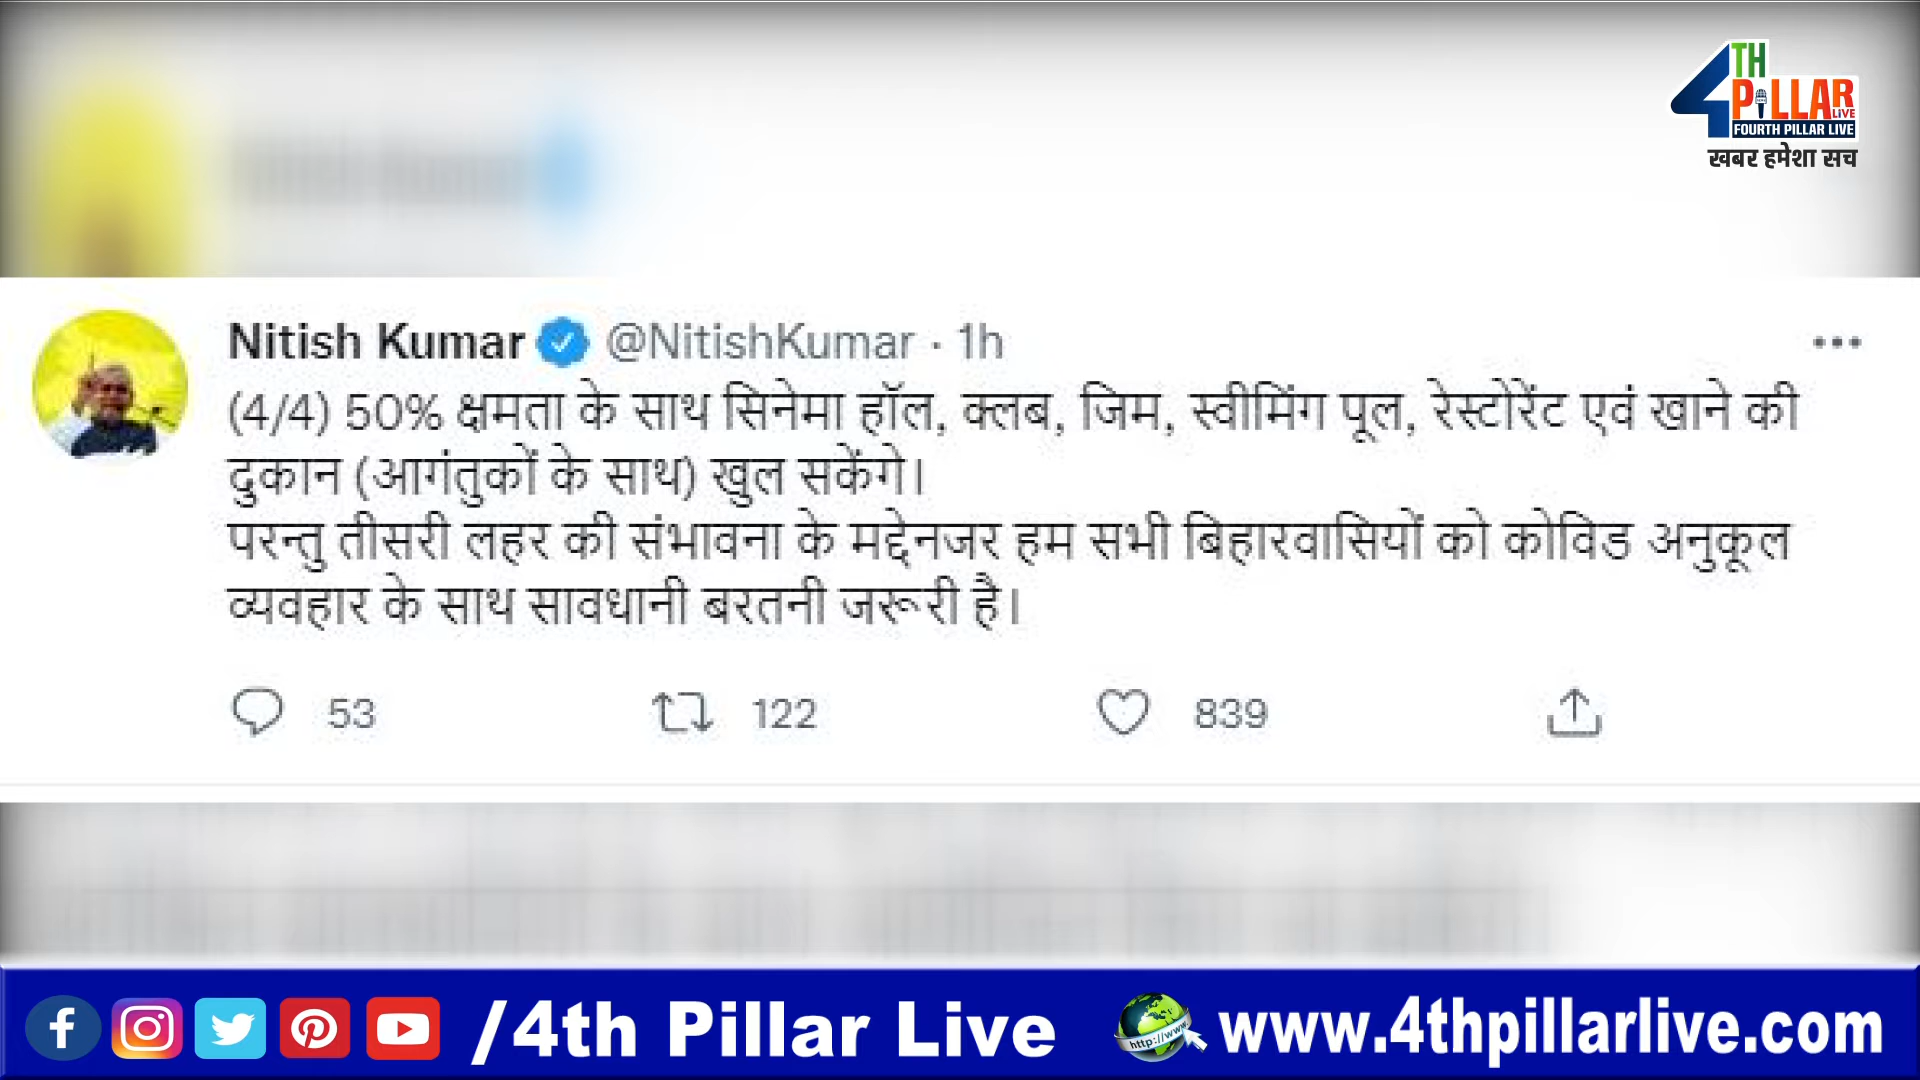 4TH
PILLAR
LIVE
FOURTH PILLAR LIVE
खबर हमेशा सच
Nitish Kumar @NitishKumar · 1h
(4/4) 50% क्षमता के साथ सिनेमा हॉल, क्लब, जिम, स्वीमिंग पूल, रेस्टोरेंट एवं खाने की
दुकान (आगंतुकों के साथ) खुल सकेंगे।
परन्तु तीसरी लहर की संभावना के मद्देनजर हम सभी बिहारवासियों को कोविड अनुकूल
व्यवहार के साथ सावधानी बरतनी जरूरी है।
53 122 839
/4th Pillar Live http://www. www.4thpillarlive.com